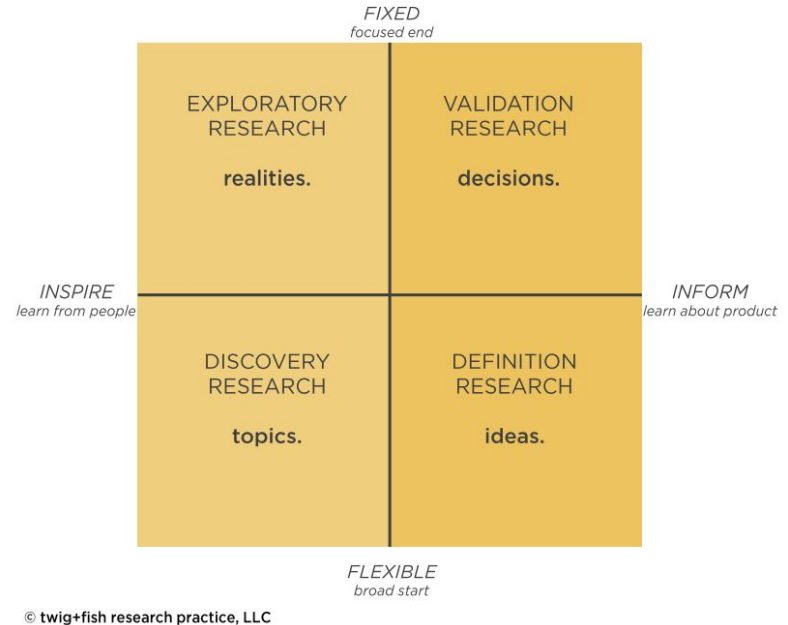 FIXED
focused end
EXPLORATORY
RESEARCH
realities.
VALIDATION
RESEARCH
decisions.
INSPIRE
learn from people
INFORM
learn about product
DISCOVERY
RESEARCH
topics.
DEFINITION
RESEARCH
ideas.
FLEXIBLE
broad start
© twig+fish research practice, LLC